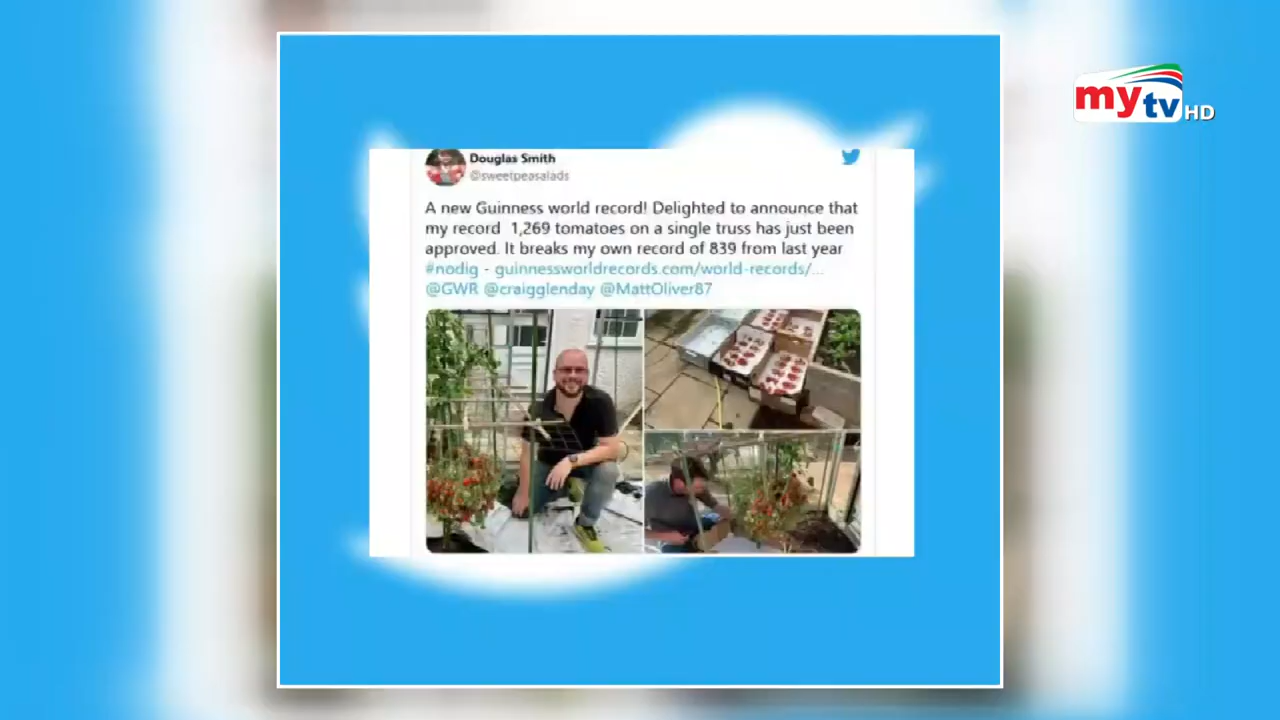 my tv HD
Douglas Smith
@sweetpeasalads
A new Guinness world record! Delighted to announce that
my record 1,269 tomatoes on a single truss has just been
approved. It breaks my own record of 839 from last year
#nodig - guinnessworldrecords.com/world-records/...
@GWR @craigglenday @MattOliver87